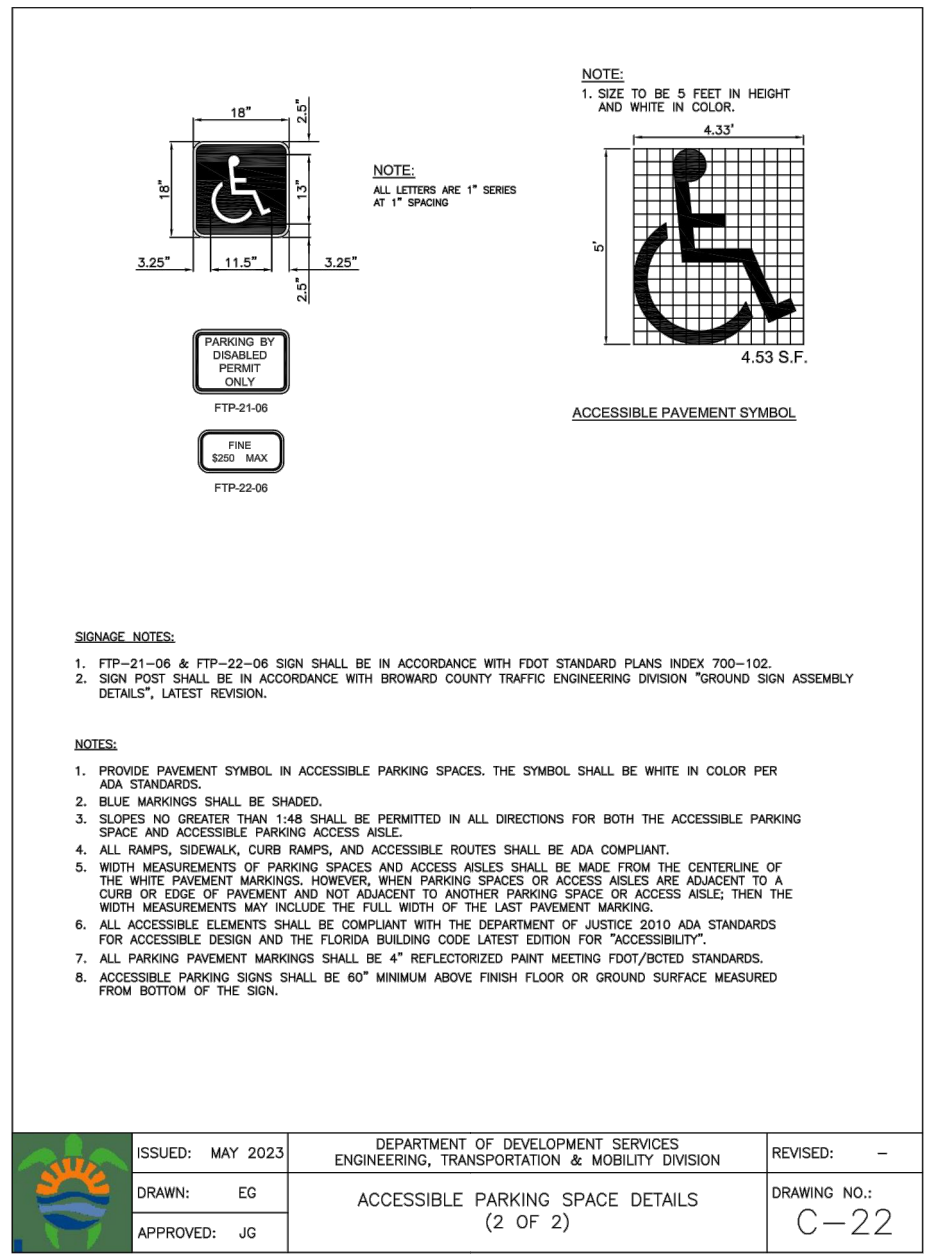 NOTE:
1. SIZE TO BE 5 FEET IN HEIGHT
AND WHITE IN COLOR.
18"
2.5"
18"
13"
3.25"
11.5"
3.25"
2.5"
NOTE:
ALL LETTERS ARE 1" SERIES
AT 1" SPACING
4.33'
5'
4.53 S.F.
ACCESSIBLE PAVEMENT SYMBOL
PARKING BY
DISABLED
PERMIT
ONLY
FTP-21-06
FINE
$250 MAX
FTP-22-06
SIGNAGE NOTES:
1. FTP-21-06 & FTP-22-06 SIGN SHALL BE IN ACCORDANCE WITH FDOT STANDARD PLANS INDEX 700-102.
2. SIGN POST SHALL BE IN ACCORDANCE WITH BROWARD COUNTY TRAFFIC ENGINEERING DIVISION "GROUND SIGN ASSEMBLY
DETAILS", LATEST REVISION.
NOTES:
1. PROVIDE PAVEMENT SYMBOL IN ACCESSIBLE PARKING SPACES. THE SYMBOL SHALL BE WHITE IN COLOR PER
ADA STANDARDS.
2. BLUE MARKINGS SHALL BE SHADED.
3. SLOPES NO GREATER THAN 1:48 SHALL BE PERMITTED IN ALL DIRECTIONS FOR BOTH THE ACCESSIBLE PARKING
SPACE AND ACCESSIBLE PARKING ACCESS AISLE.
4. ALL RAMPS, SIDEWALK, CURB RAMPS, AND ACCESSIBLE ROUTES SHALL BE ADA COMPLIANT.
5. WIDTH MEASUREMENTS OF PARKING SPACES AND ACCESS AISLES SHALL BE MADE FROM THE CENTERLINE OF
THE WHITE PAVEMENT MARKINGS. HOWEVER, WHEN PARKING SPACES OR ACCESS AISLES ARE ADJACENT TO A
CURB OR EDGE OF PAVEMENT AND NOT ADJACENT TO ANOTHER PARKING SPACE OR ACCESS AISLE; THEN THE
WIDTH MEASUREMENTS MAY INCLUDE THE FULL WIDTH OF THE LAST PAVEMENT MARKING.
6. ALL ACCESSIBLE ELEMENTS SHALL BE COMPLIANT WITH THE DEPARTMENT OF JUSTICE 2010 ADA STANDARDS
FOR ACCESSIBLE DESIGN AND THE FLORIDA BUILDING CODE LATEST EDITION FOR "ACCESSIBILITY".
7. ALL PARKING PAVEMENT MARKINGS SHALL BE 4" REFLECTORIZED PAINT MEETING FDOT/BCTED STANDARDS.
8. ACCESSIBLE PARKING SIGNS SHALL BE 60" MINIMUM ABOVE FINISH FLOOR OR GROUND SURFACE MEASURED
FROM BOTTOM OF THE SIGN.
ISSUED: MAY 2023
DRAWN: EG
APPROVED: JG
DEPARTMENT OF DEVELOPMENT SERVICES
ENGINEERING, TRANSPORTATION & MOBILITY DIVISION
ACCESSIBLE PARKING SPACE DETAILS
(2 OF 2)
REVISED: -
DRAWING NO.:
C-22